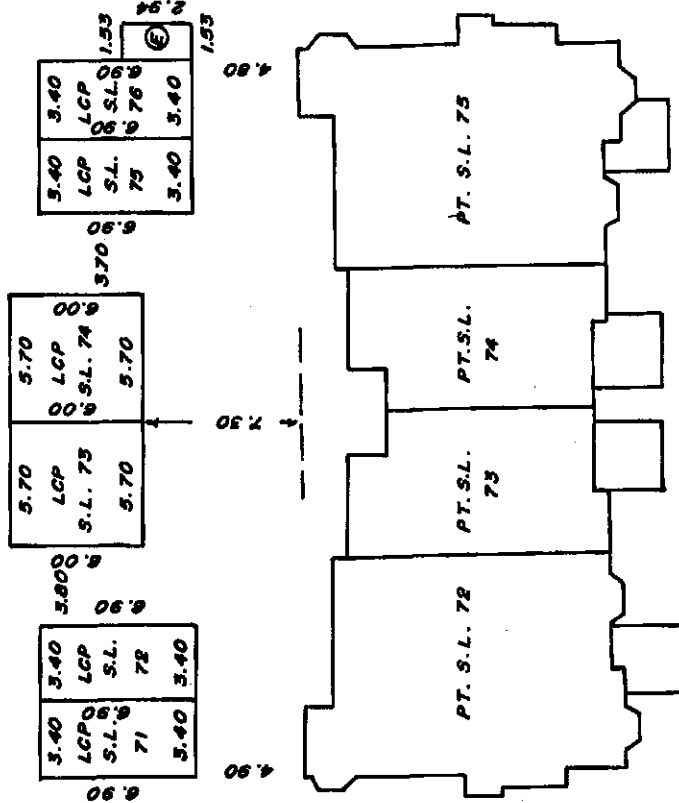 2.94
1.53
E
1.53
3.40
LCP
S.L.
76
3.40
6.90
6.90
3.40
LCP
S.L.
75
3.40
6.90
4.80
3.70
5.70
LCP
S.L. 74
5.70
6.00
6.00
5.70
LCP
S.L. 73
5.70
6.00
3.80
7.30
6.90
3.40
LCP
S.L.
72
3.40
6.90
3.40
LCP
S.L.
71
3.40
6.90
4.90
PT. S.L. 75
PT. S.L.
74
PT. S.L.
73
PT. S.L. 72